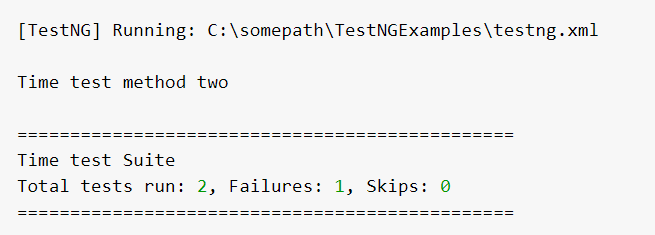 [TestNG] Running: C:\somepath\TestNGExamples\testng.xml
Time test method two
===============================================
Time test Suite
Total tests run: 2, Failures: 1, Skips: 0
===============================================